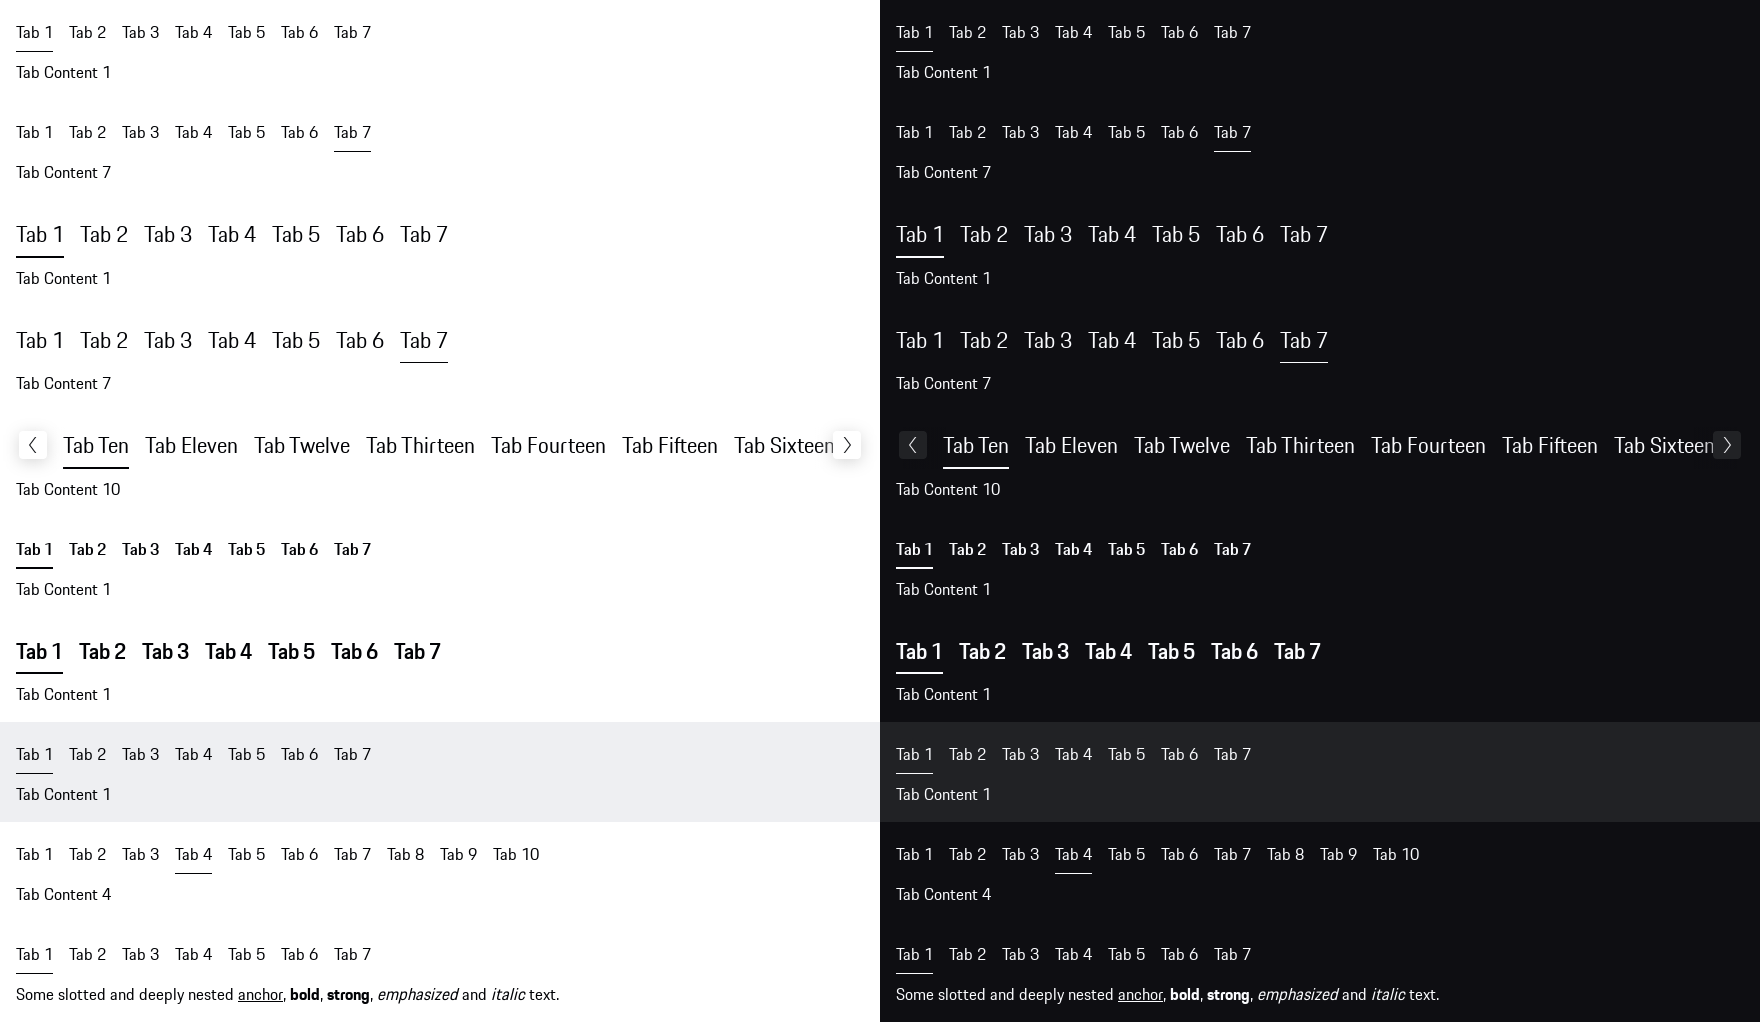 Tab 1 Tab 2 Tab 3 Tab 4 Tab 5 Tab 6 Tab 7
Tab Content 1
Tab 1 Tab 2 Tab 3 Tab 4 Tab 5 Tab 6 Tab 7
Tab Content 7
Tab 1 Tab 2 Tab 3 Tab 4 Tab 5 Tab 6 Tab 7
Tab Content 1
Tab 1 Tab 2 Tab 3 Tab 4 Tab 5 Tab 6 Tab 7
Tab Content 7
Tab Ten Tab Eleven Tab Twelve Tab Thirteen Tab Fourteen Tab Fifteen Tab Sixteen
Tab Content 10
Tab 1 Tab 2 Tab 3 Tab 4 Tab 5 Tab 6 Tab 7
Tab Content 1
Tab 1 Tab 2 Tab 3 Tab 4 Tab 5 Tab 6 Tab 7
Tab Content 1
Tab 1 Tab 2 Tab 3 Tab 4 Tab 5 Tab 6 Tab 7
Tab Content 1
Tab 1 Tab 2 Tab 3 Tab 4 Tab 5 Tab 6 Tab 7 Tab 8 Tab 9 Tab 10
Tab Content 4
Tab 1 Tab 2 Tab 3 Tab 4 Tab 5 Tab 6 Tab 7
Some slotted and deeply nested anchor, bold, strong, emphasized and italic text.
Tab 1 Tab 2 Tab 3 Tab 4 Tab 5 Tab 6 Tab 7
Tab Content 1
Tab 1 Tab 2 Tab 3 Tab 4 Tab 5 Tab 6 Tab 7
Tab Content 7
Tab 1 Tab 2 Tab 3 Tab 4 Tab 5 Tab 6 Tab 7
Tab Content 1
Tab 1 Tab 2 Tab 3 Tab 4 Tab 5 Tab 6 Tab 7
Tab Content 7
Tab Ten Tab Eleven Tab Twelve Tab Thirteen Tab Fourteen Tab Fifteen Tab Sixteen
Tab Content 10
Tab 1 Tab 2 Tab 3 Tab 4 Tab 5 Tab 6 Tab 7
Tab Content 1
Tab 1 Tab 2 Tab 3 Tab 4 Tab 5 Tab 6 Tab 7
Tab Content 1
Tab 1 Tab 2 Tab 3 Tab 4 Tab 5 Tab 6 Tab 7
Tab Content 1
Tab 1 Tab 2 Tab 3 Tab 4 Tab 5 Tab 6 Tab 7 Tab 8 Tab 9 Tab 10
Tab Content 4
Tab 1 Tab 2 Tab 3 Tab 4 Tab 5 Tab 6 Tab 7
Some slotted and deeply nested anchor, bold, strong, emphasized and italic text.